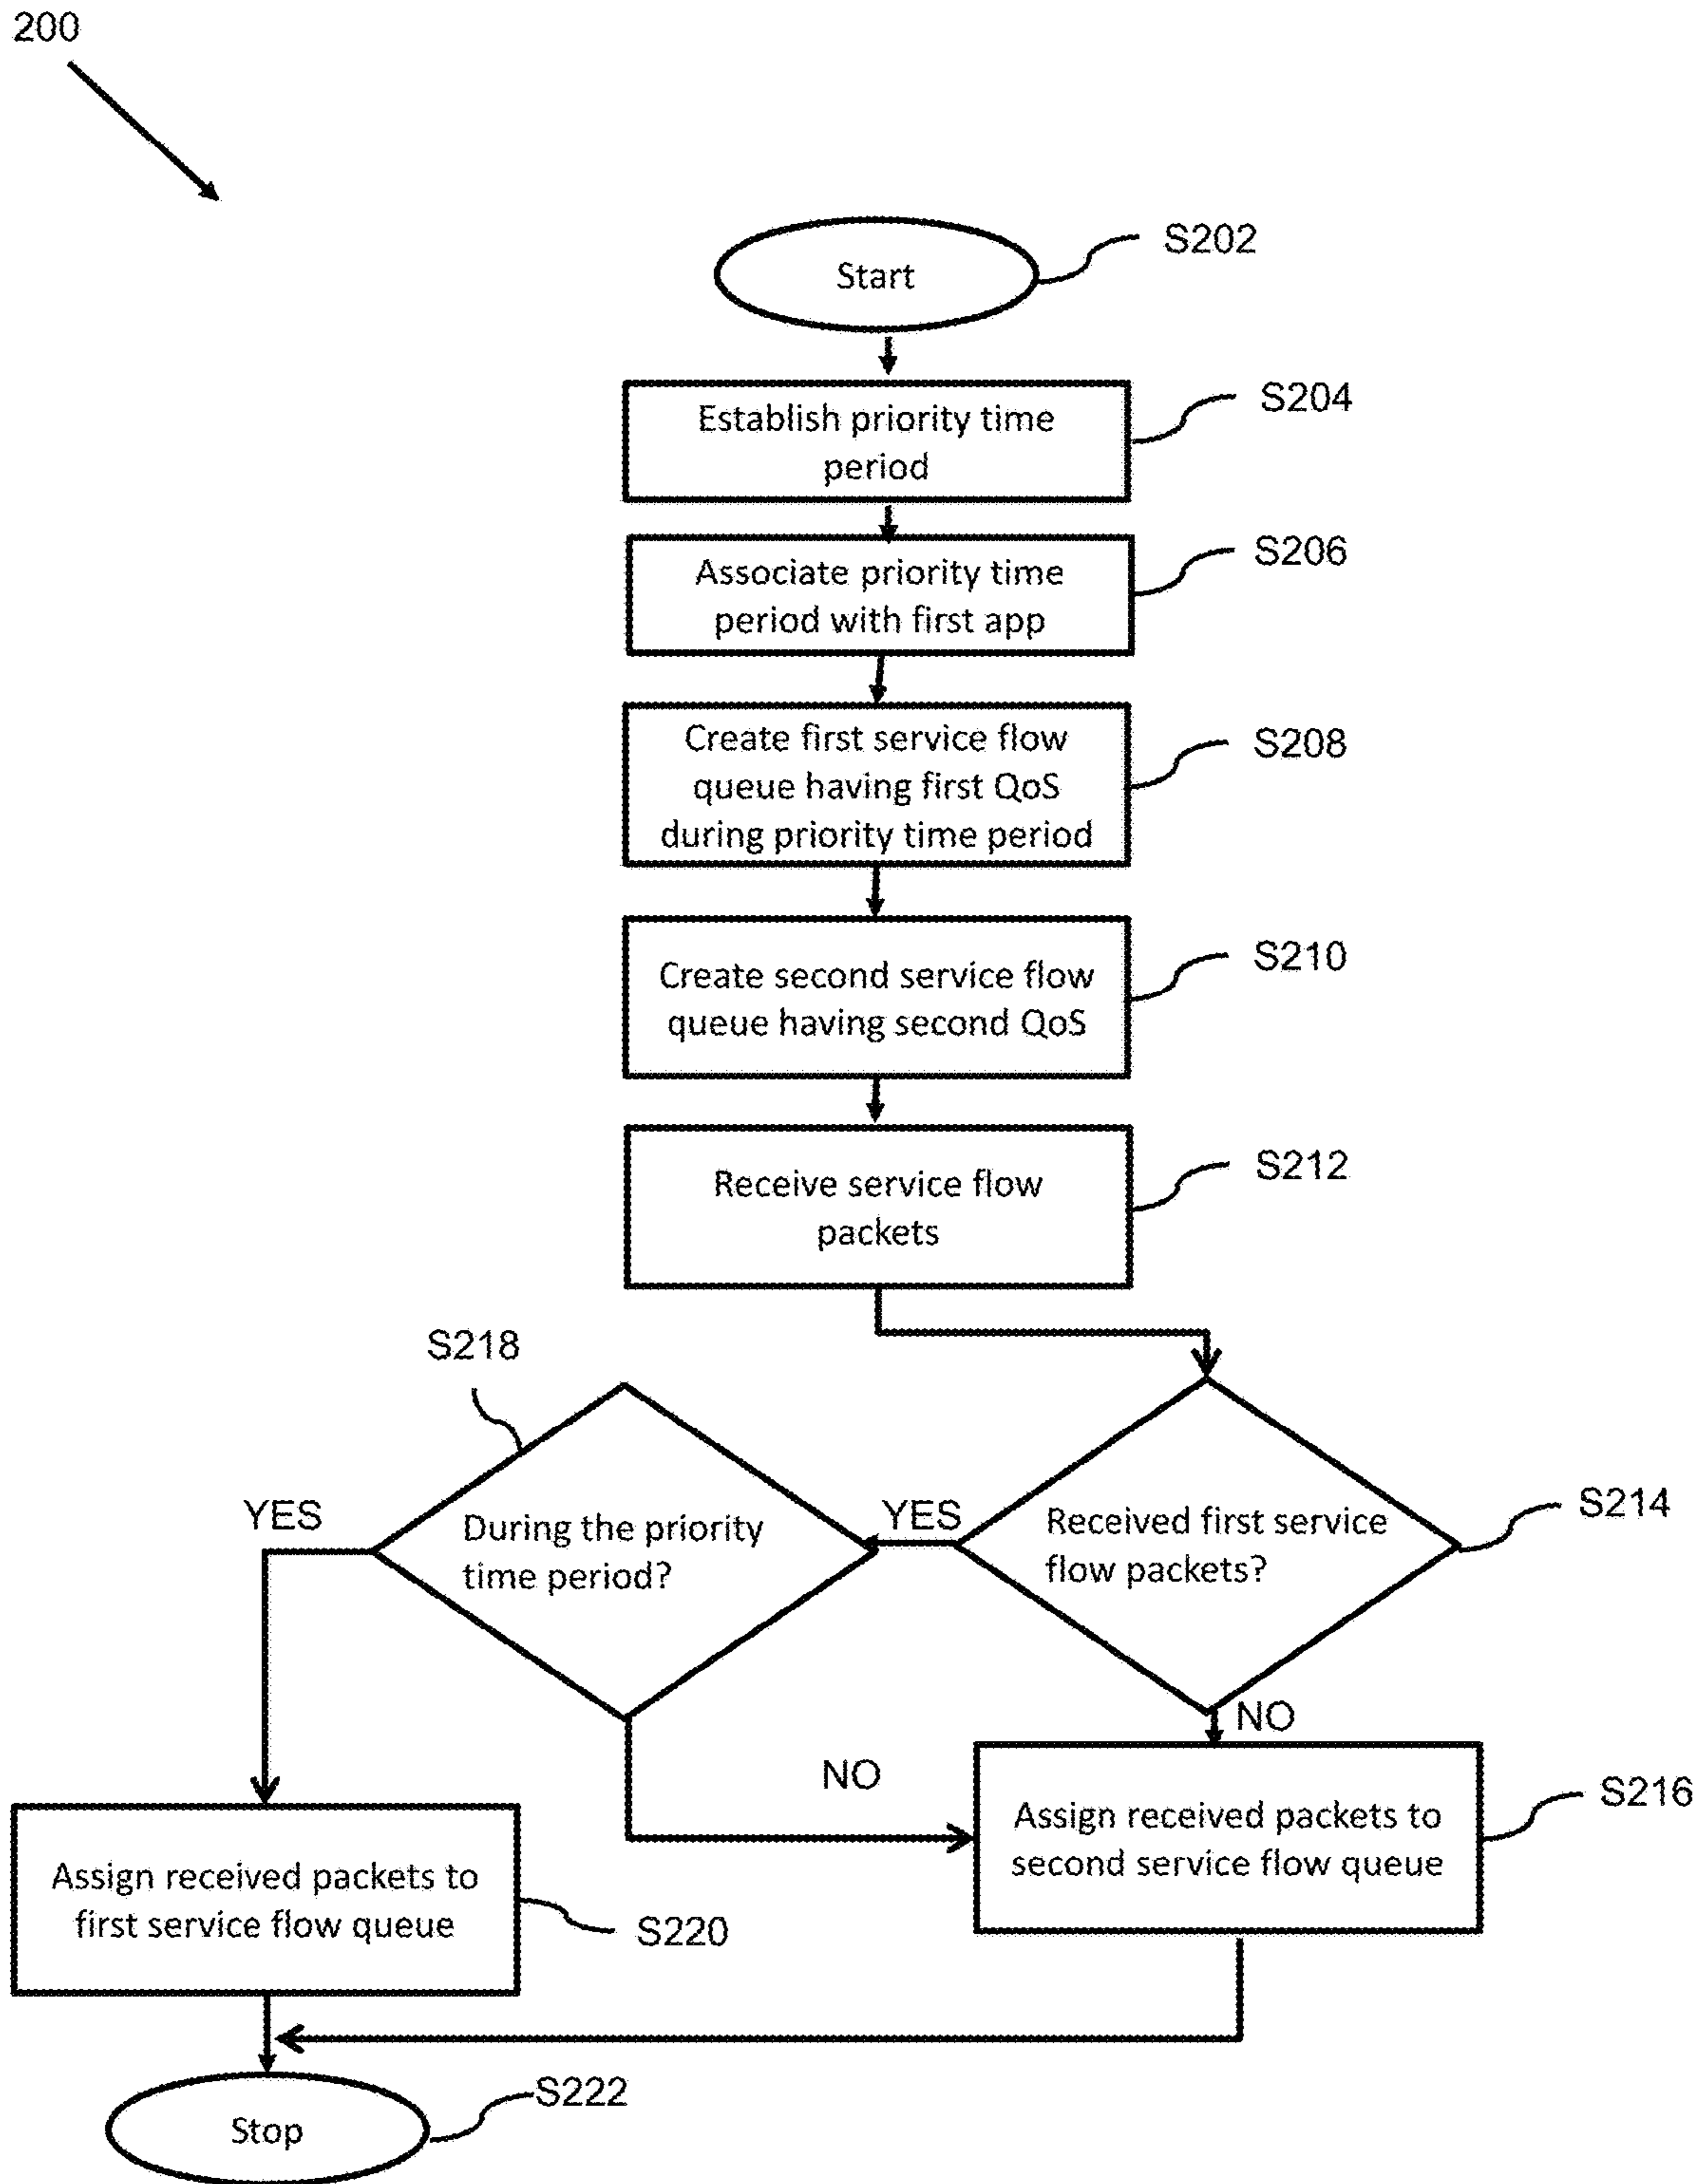 200
Start
S202
Establish priority time
period
S204
Associate priority time
period with first app
S206
Create first service flow
queue having first QoS
during priority time period
S208
Create second service flow
queue having second QoS
S210
Receive service flow
packets
S212
S218
YES
During the priority
time period?
YES
Received first service
flow packets?
S214
NO
NO
Assign received packets to
second service flow queue
S216
Assign received packets to
first service flow queue
S220
Stop
S222